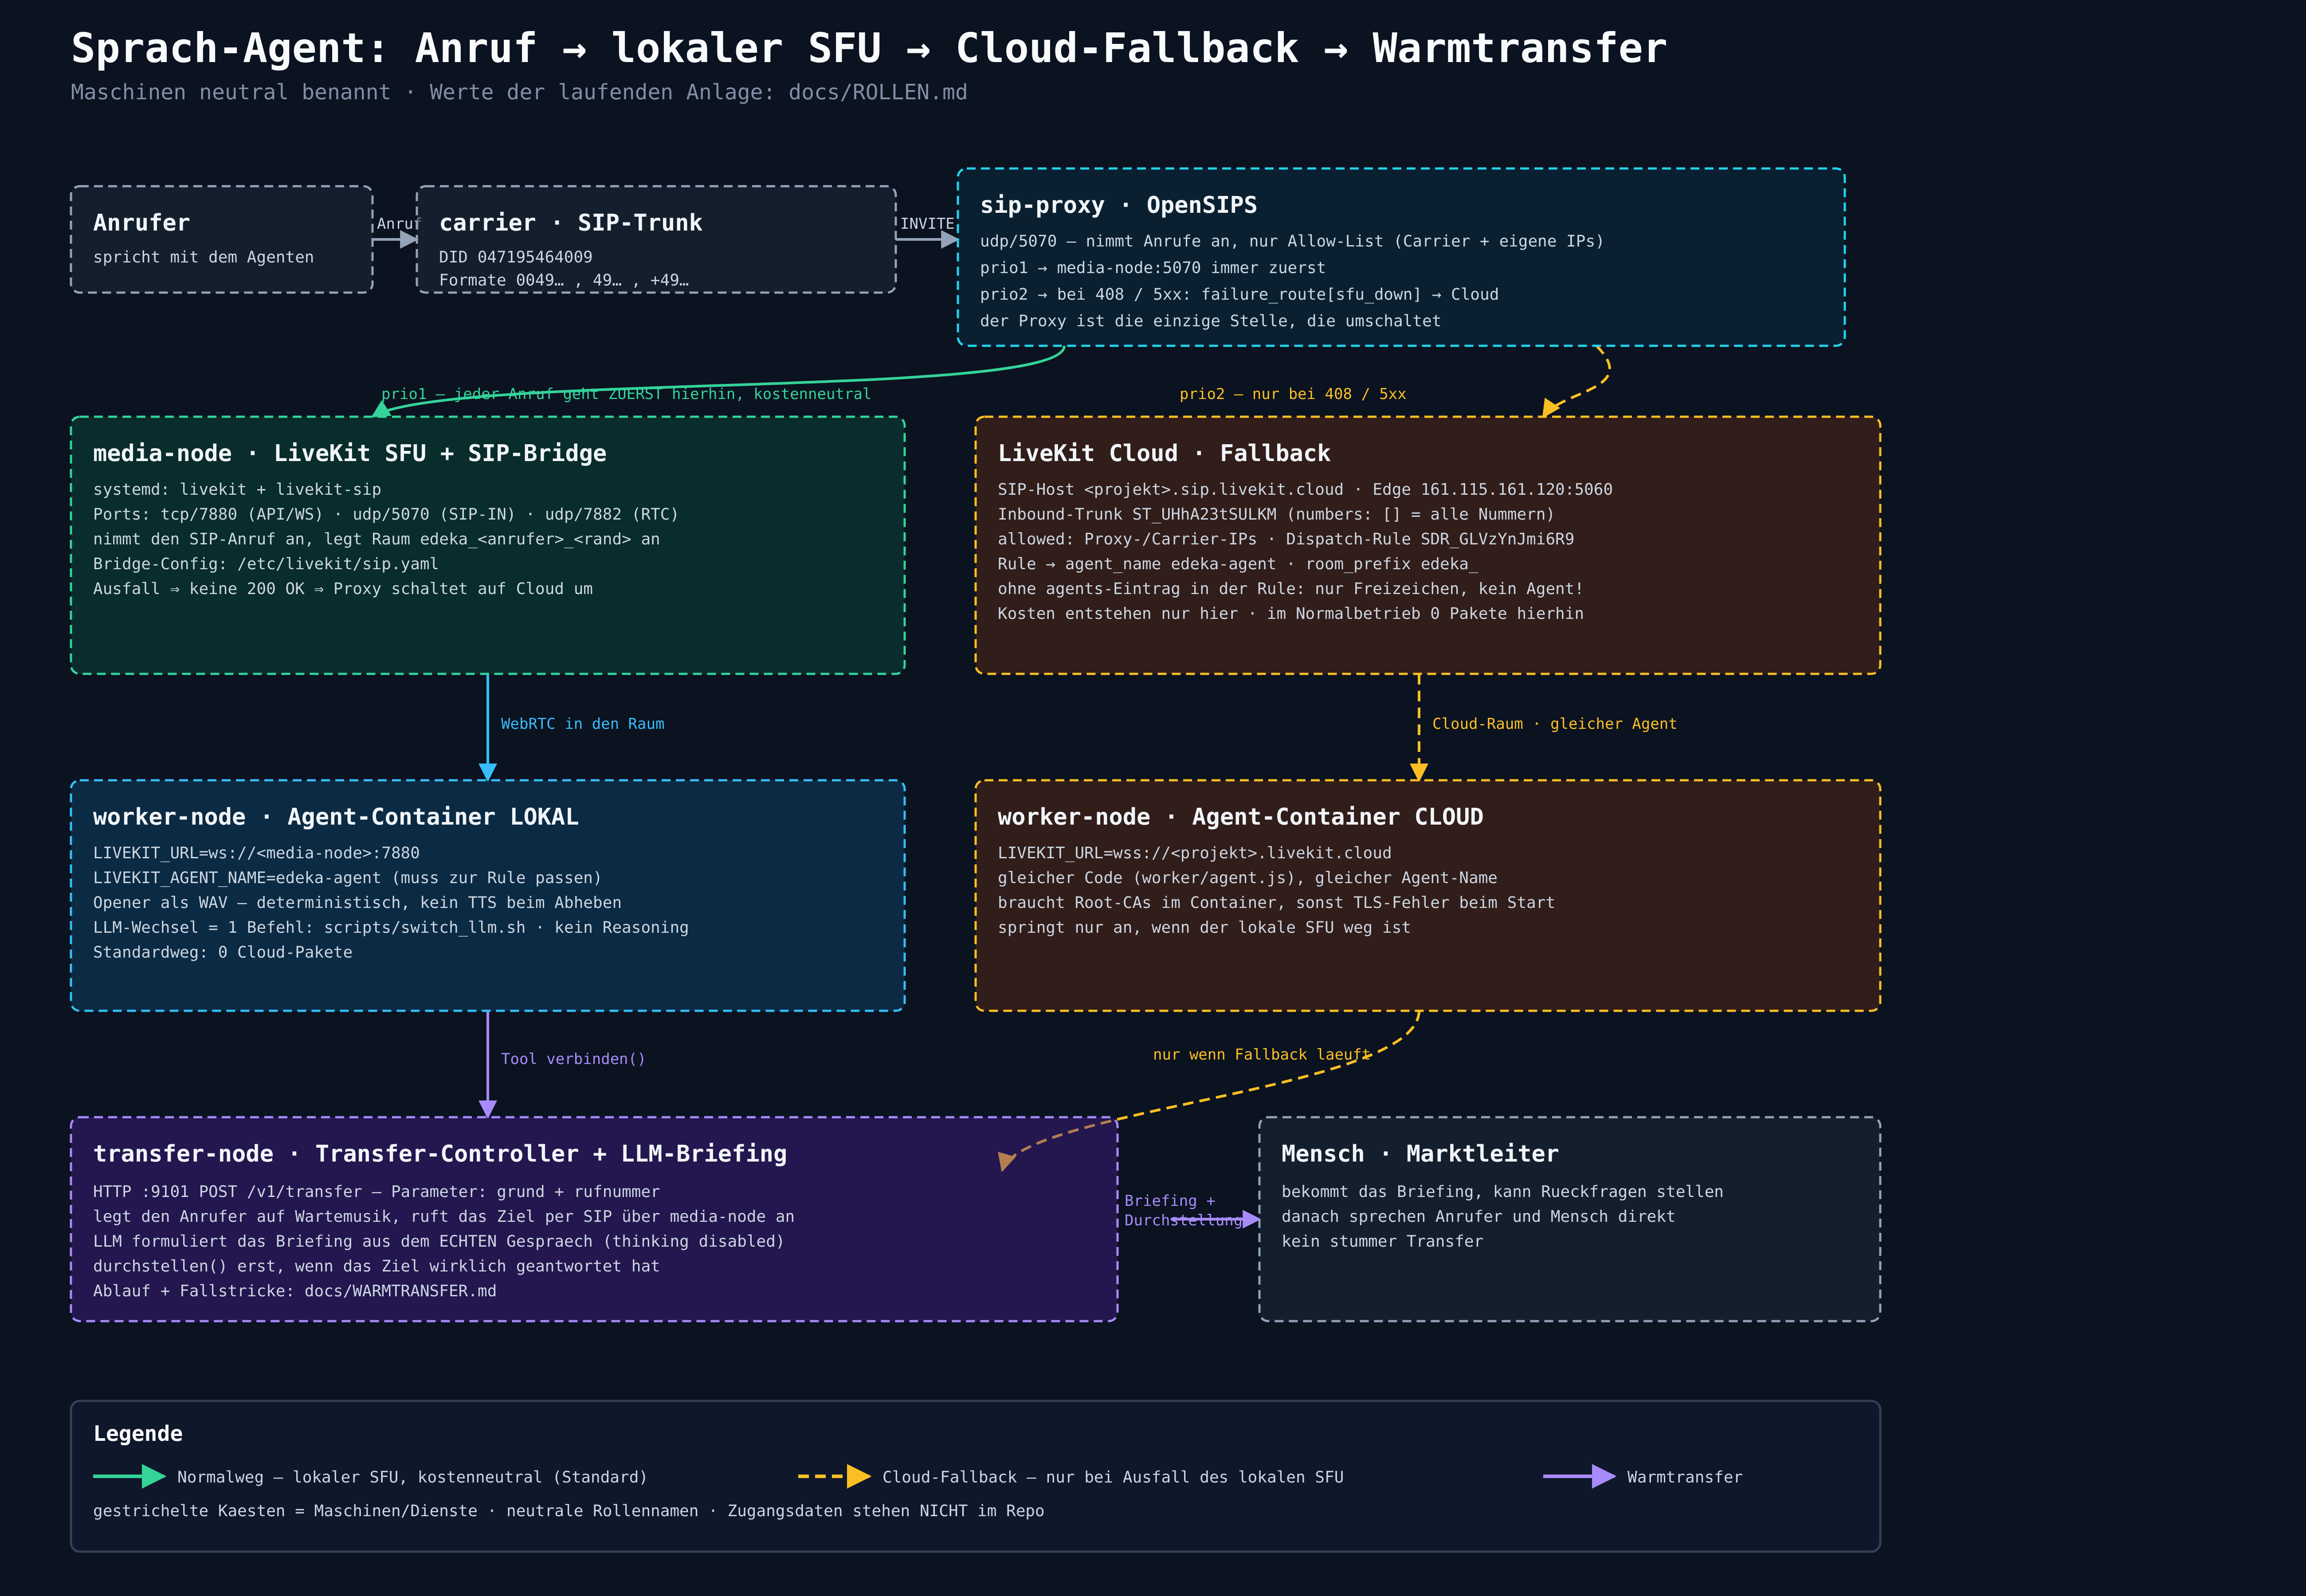 Sprach-Agent: Anruf → lokaler SFU → Cloud-Fallback → Warmtransfer
Maschinen neutral benannt · Werte der laufenden Anlage: docs/ROLLEN.md
Anrufer
spricht mit dem Agenten
Anruf
carrier · SIP-Trunk
DID 047195464009
Formate 0049… , 49… , +49…
INVITE
sip-proxy · OpenSIPS
udp/5070 — nimmt Anrufe an, nur Allow-List (Carrier + eigene IPs)
prio1 → media-node:5070 immer zuerst
prio2 → bei 408 / 5xx: failure_route[sfu_down] → Cloud
der Proxy ist die einzige Stelle, die umschaltet
prio1 — jeder Anruf geht ZUERST hierhin, kostenneutral
prio2 — nur bei 408 / 5xx
media-node · LiveKit SFU + SIP-Bridge
systemd: livekit + livekit-sip
Ports: tcp/7880 (API/WS) · udp/5070 (SIP-IN) · udp/7882 (RTC)
nimmt den SIP-Anruf an, legt Raum edeka_<anrufer>_<rand> an
Bridge-Config: /etc/livekit/sip.yaml
Ausfall ⇒ keine 200 OK ⇒ Proxy schaltet auf Cloud um
LiveKit Cloud · Fallback
SIP-Host <projekt>.sip.livekit.cloud · Edge 161.115.161.120:5060
Inbound-Trunk ST_UHhA23tSULKM (numbers: [] = alle Nummern)
allowed: Proxy-/Carrier-IPs · Dispatch-Rule SDR_GLVzYnJmi6R9
Rule → agent_name edeka-agent · room_prefix edeka_
ohne agents-Eintrag in der Rule: nur Freizeichen, kein Agent!
Kosten entstehen nur hier · im Normalbetrieb 0 Pakete hierhin
WebRTC in den Raum
Cloud-Raum · gleicher Agent
worker-node · Agent-Container LOKAL
LIVEKIT_URL=ws://<media-node>:7880
LIVEKIT_AGENT_NAME=edeka-agent (muss zur Rule passen)
Opener als WAV — deterministisch, kein TTS beim Abheben
LLM-Wechsel = 1 Befehl: scripts/switch_llm.sh · kein Reasoning
Standardweg: 0 Cloud-Pakete
worker-node · Agent-Container CLOUD
LIVEKIT_URL=wss://<projekt>.livekit.cloud
gleicher Code (worker/agent.js), gleicher Agent-Name
braucht Root-CAs im Container, sonst TLS-Fehler beim Start
springt nur an, wenn der lokale SFU weg ist
Tool verbinden()
nur wenn Fallback laeuft
transfer-node · Transfer-Controller + LLM-Briefing
HTTP :9101 POST /v1/transfer — Parameter: grund + rufnummer
legt den Anrufer auf Wartemusik, ruft das Ziel per SIP über media-node an
LLM formuliert das Briefing aus dem ECHTEN Gespraech (thinking disabled)
durchstellen() erst, wenn das Ziel wirklich geantwortet hat
Ablauf + Fallstricke: docs/WARMTRANSFER.md
Briefing +
Durchstellung
Mensch · Marktleiter
bekommt das Briefing, kann Rueckfragen stellen
danach sprechen Anrufer und Mensch direkt
kein stummer Transfer
Legende
Normalweg — lokaler SFU, kostenneutral (Standard)
Cloud-Fallback — nur bei Ausfall des lokalen SFU
Warmtransfer
gestrichelte Kaesten = Maschinen/Dienste · neutrale Rollennamen · Zugangsdaten stehen NICHT im Repo